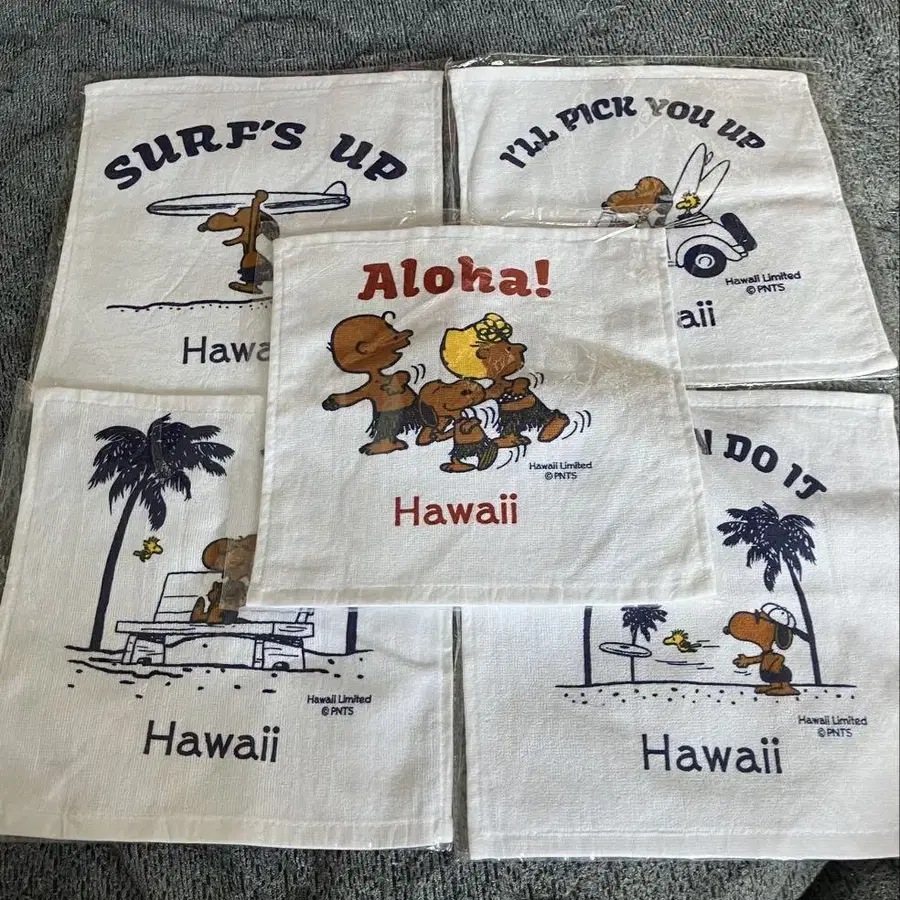 SURF'S UP
Hawa
I'LL PICK YOU UP
Hawaii Limited
© PNTS
aii
Aloha!
Hawaii Limited
© PNTS
Hawaii
Hawaii Limited
© PNTS
Hawaii
N DO IT
Hawaii Limited
© PNTS
Hawaii